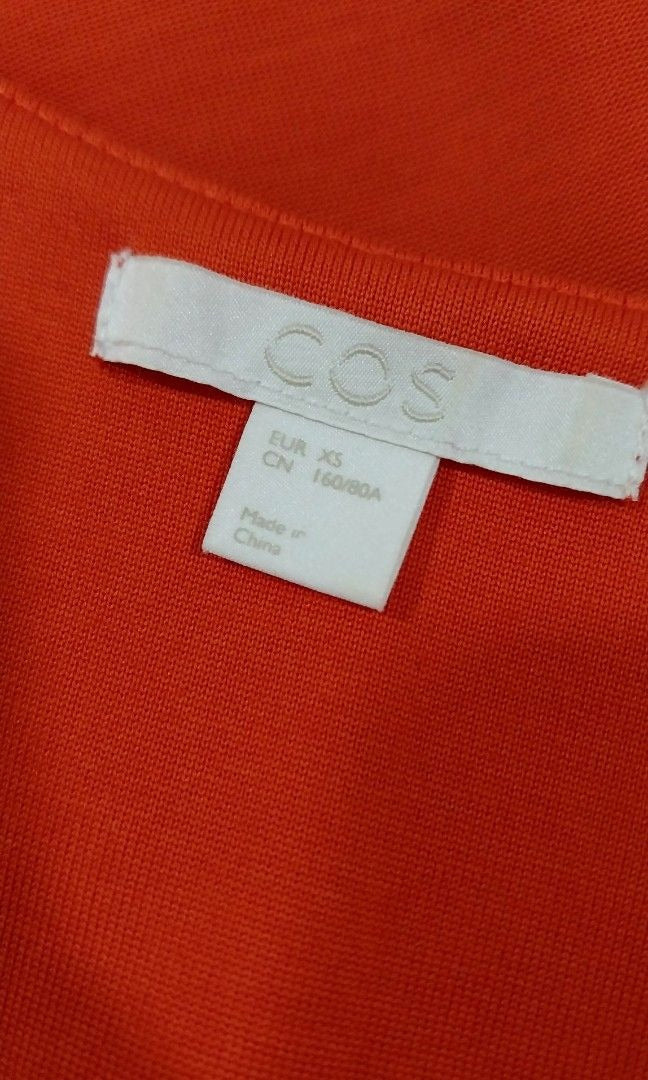 COS
EUR XS
CN 160/80A
Made in
China